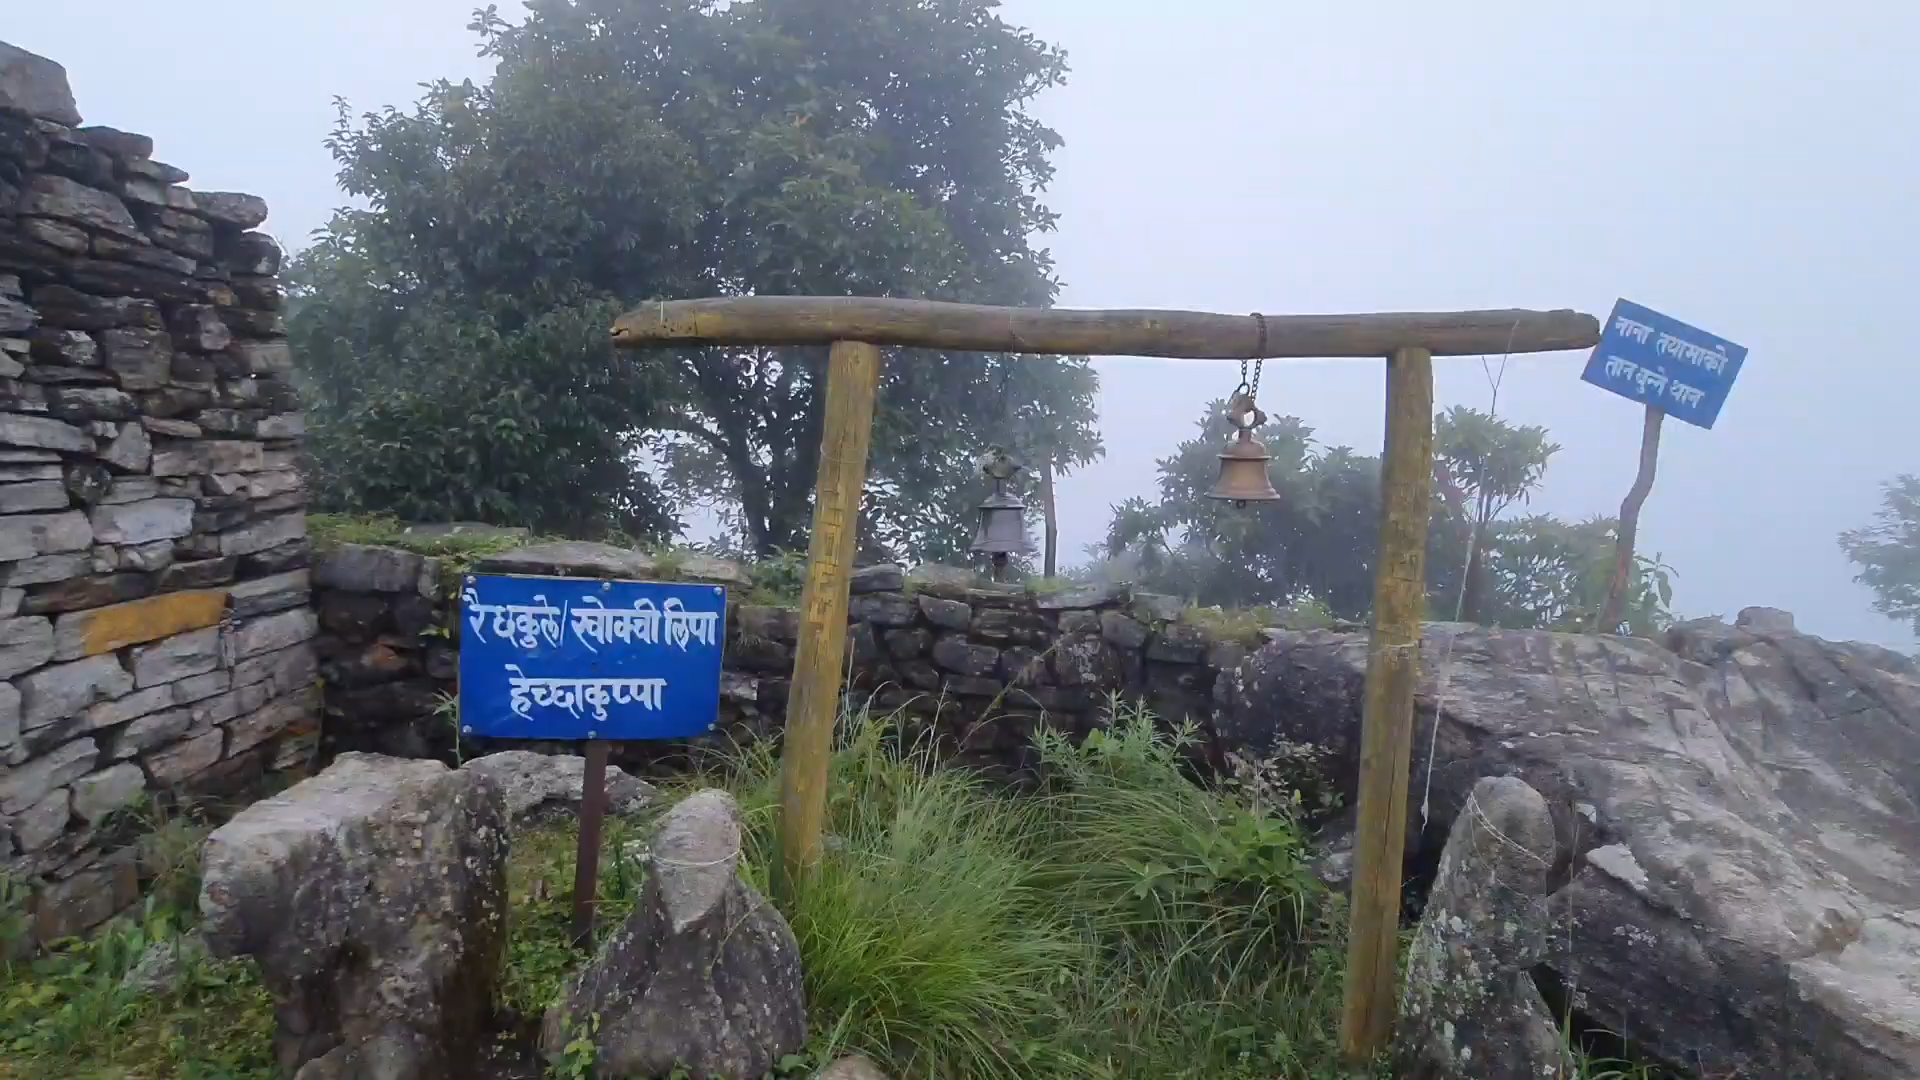 रैछकुले/खोक्चीलिपा
हेच्छाकुप्पा
नाना तयामाको
तान बुन्ने थान